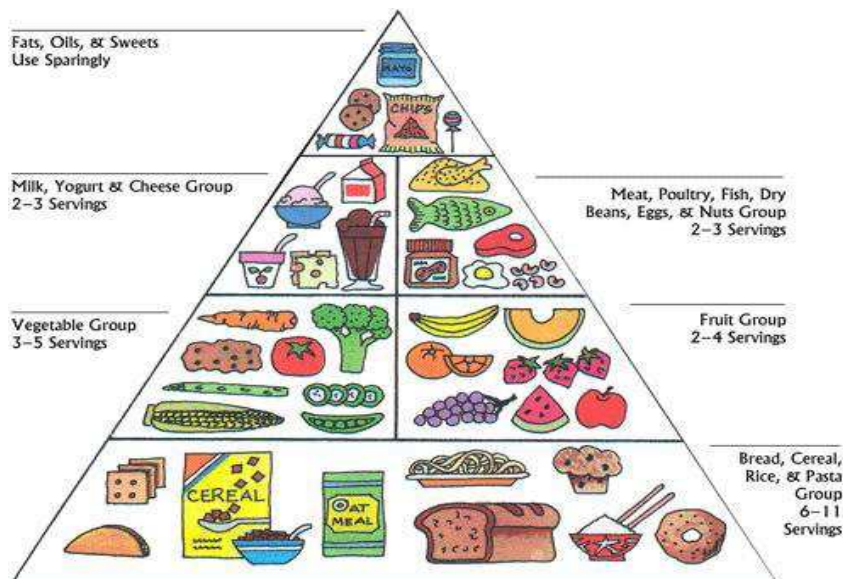 Fats, Oils, & Sweets
Use Sparingly
MAYO
CHIPS
Milk, Yogurt & Cheese Group
2–3 Servings
Meat, Poultry, Fish, Dry
Beans, Eggs, & Nuts Group
2–3 Servings
Vegetable Group
3–5 Servings
Fruit Group
2–4 Servings
Bread, Cereal,
Rice, & Pasta
Group
6–11
Servings
CEREAL
OAT
MEAL